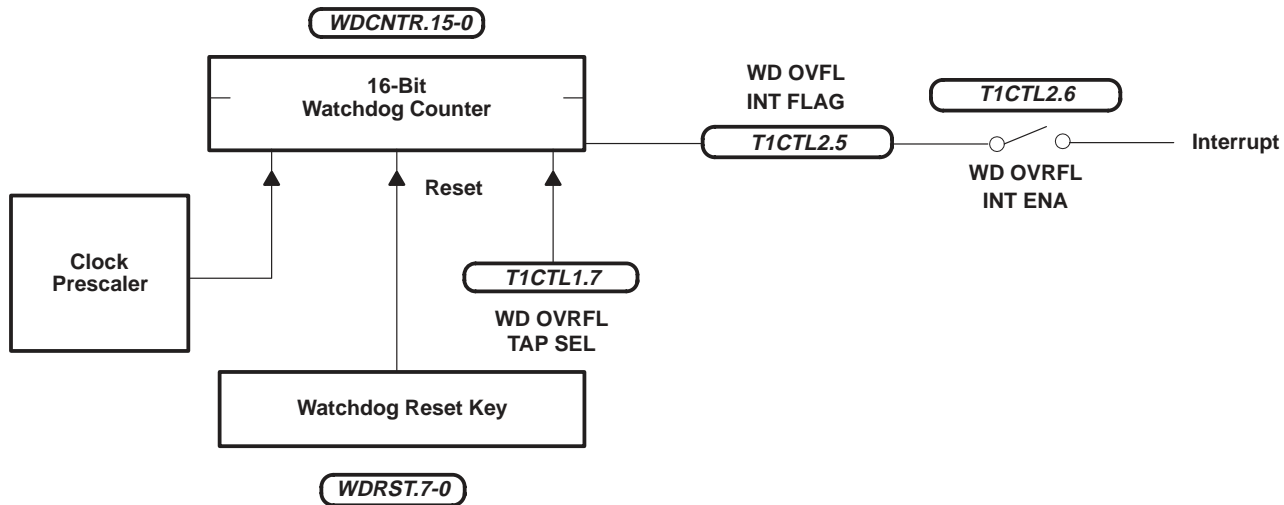 WDCNTR.15-0
16-Bit
Watchdog Counter
WD OVFL
INT FLAG
T1CTL2.5
T1CTL2.6
WD OVRFL
INT ENA
Interrupt
Reset
Clock
Prescaler
T1CTL1.7
WD OVRFL
TAP SEL
Watchdog Reset Key
WDRST.7-0